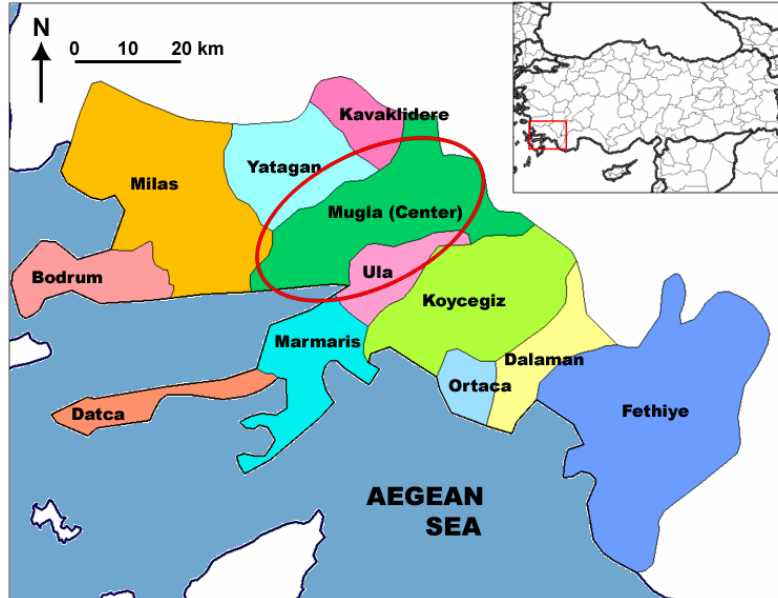 N
0 10 20 km
Kavaklidere
Yatagan
Milas
Mugla (Center)
Bodrum
Ula
Koycegiz
Marmaris
Dalaman
Ortaca
Datca
Fethiye
AEGEAN
SEA